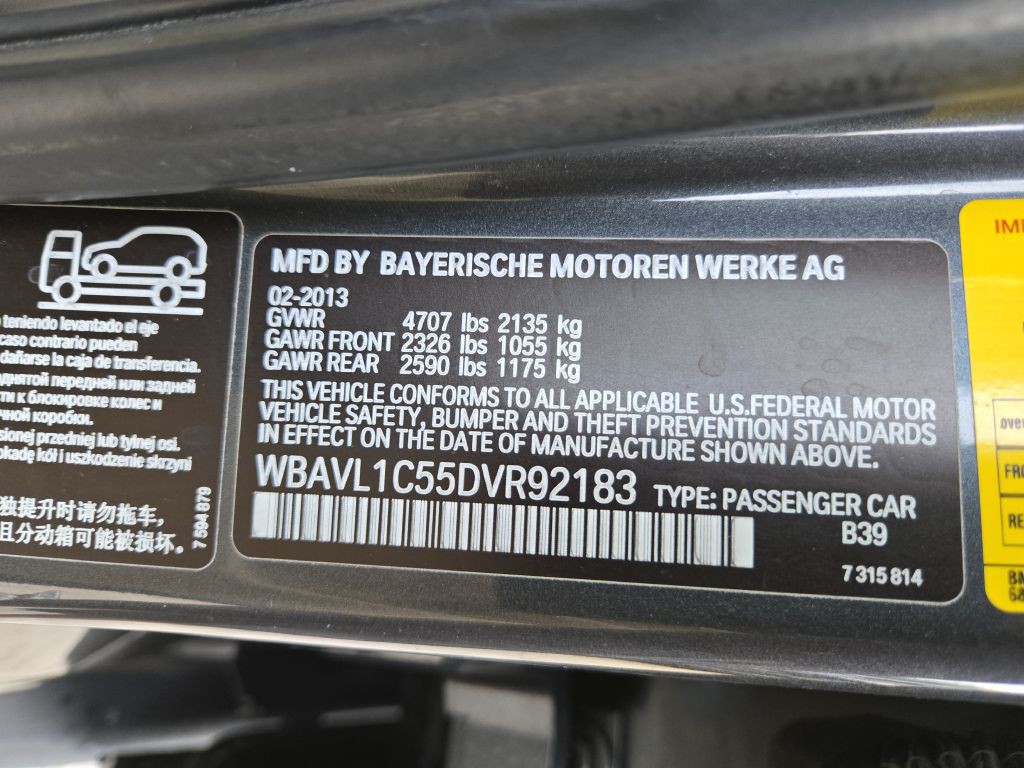 teniendo levantado el eje
caso contrario pueden
dañarse la caja de transferencia.
поднятой передней или задней
к блокировке колес и
коробки.
przedniej lub tylnej osi.
kół i uszkodzenie skrzyni
独提升时请勿拖车，
且分动箱可能被损坏。
7 594 879
MFD BY BAYERISCHE MOTOREN WERKE AG
02-2013
GVWR 4707 lbs 2135 kg
GAWR FRONT 2326 lbs 1055 kg
GAWR REAR 2590 lbs 1175 kg
THIS VEHICLE CONFORMS TO ALL APPLICABLE U.S.FEDERAL MOTOR
VEHICLE SAFETY, BUMPER AND THEFT PREVENTION STANDARDS
IN EFFECT ON THE DATE OF MANUFACTURE SHOWN ABOVE.
WBAVL1C55DVR92183 TYPE: PASSENGER CAR
B39
7 315 814